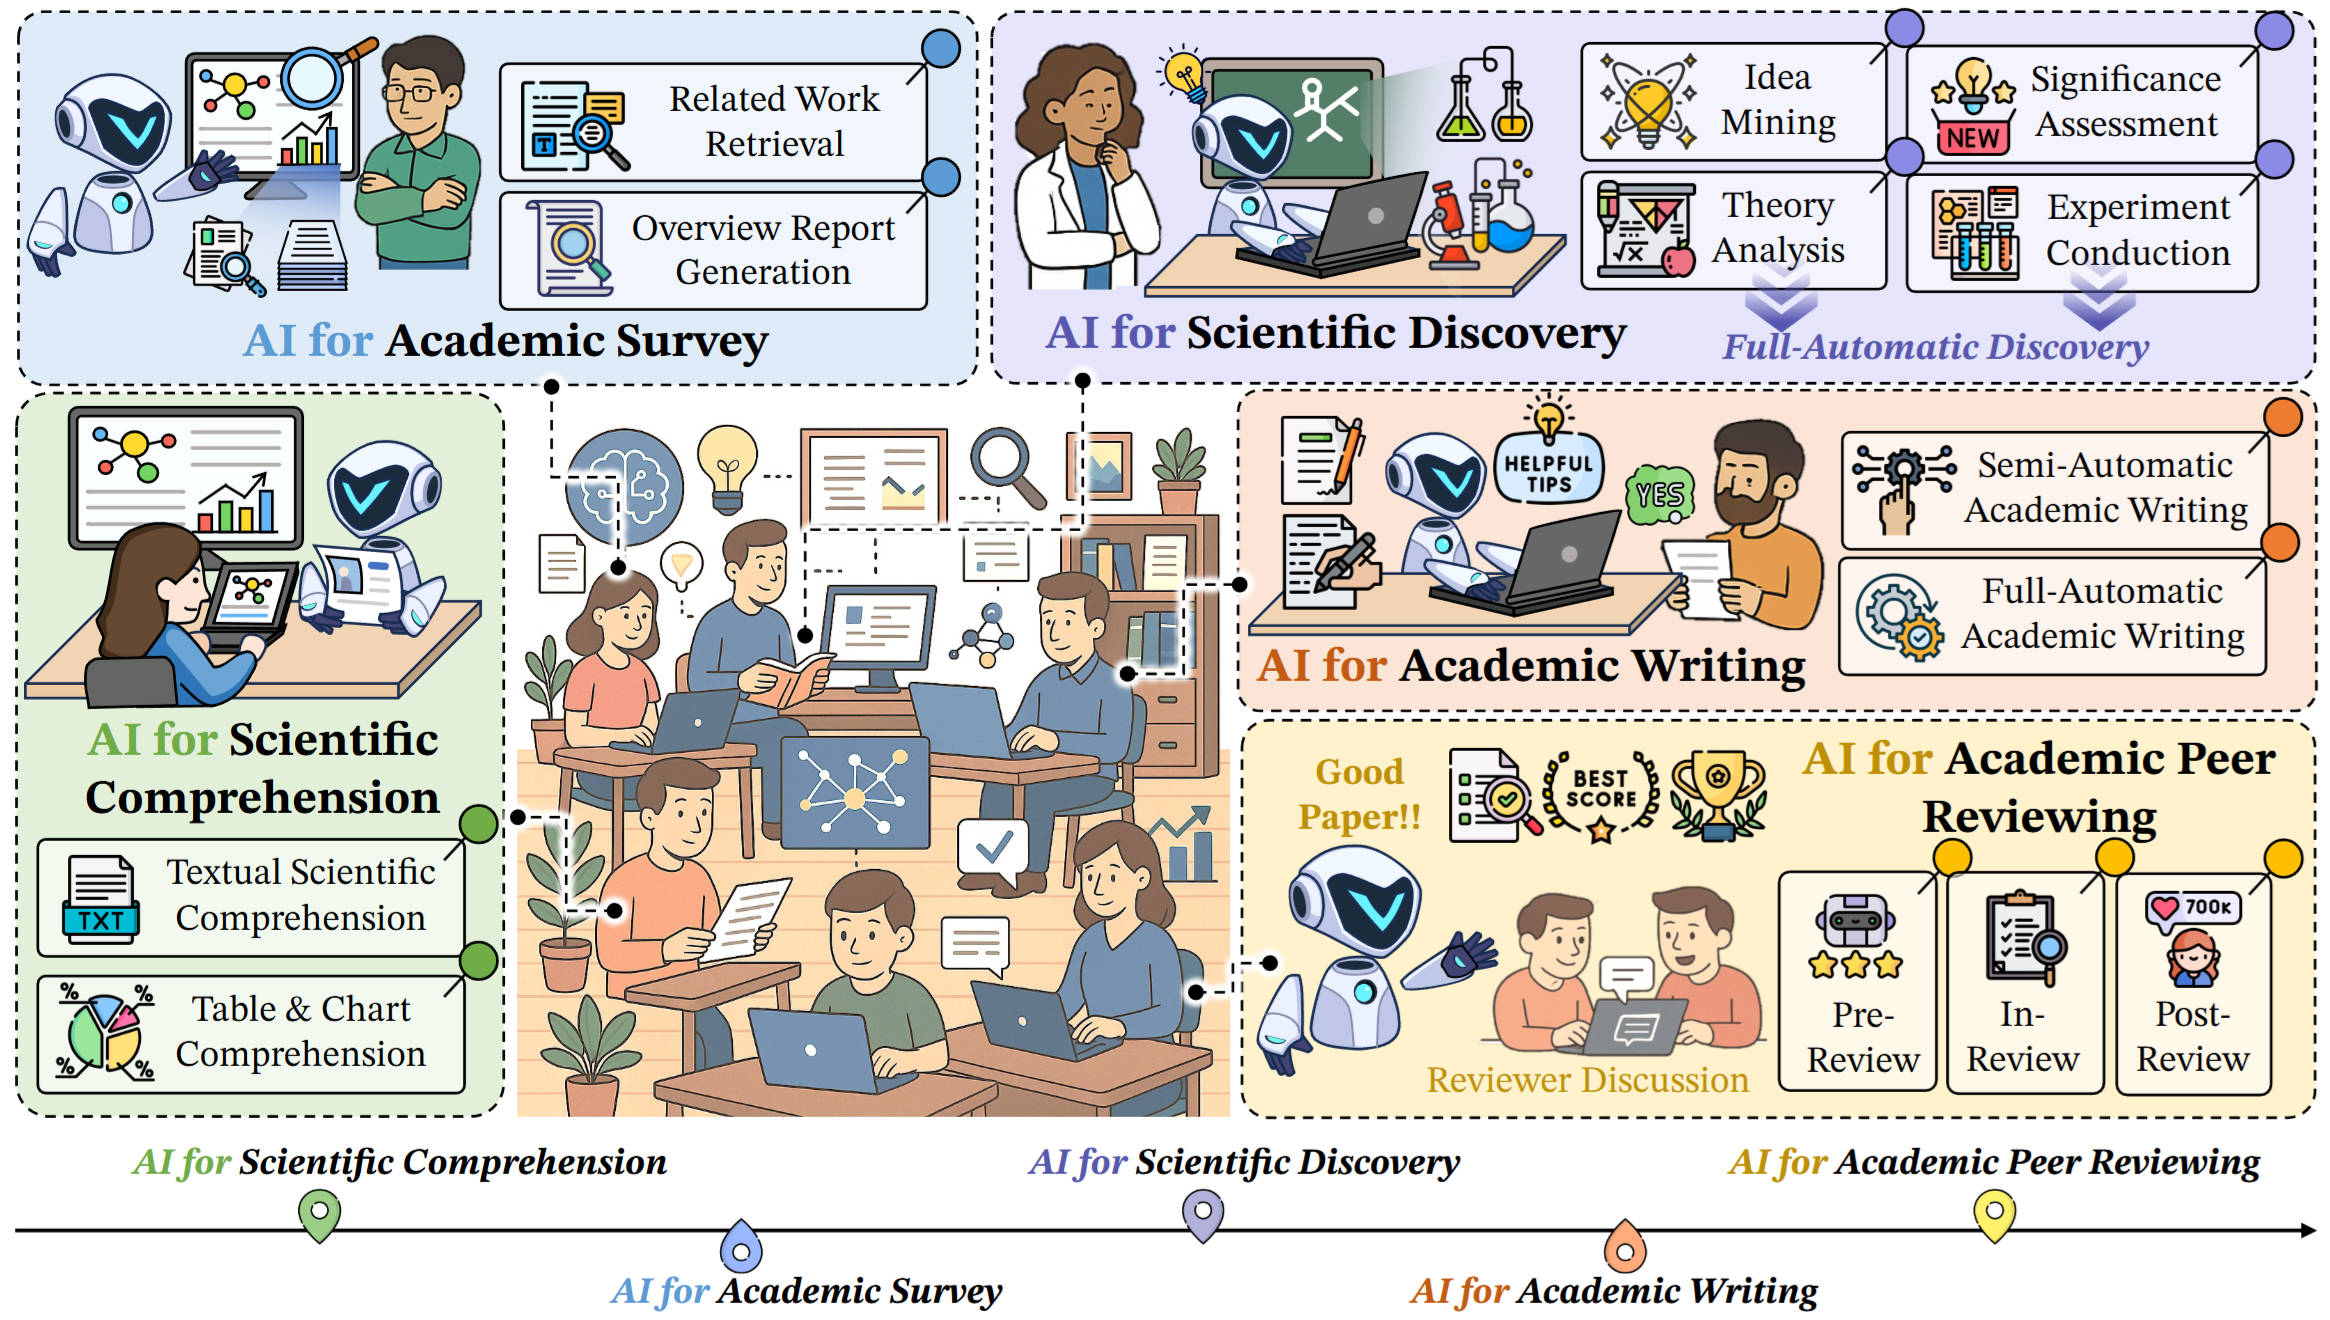 Related Work
Retrieval
Overview Report
Generation
AI for Academic Survey
Idea
Mining
NEW
Significance
Assessment
√x
Theory
Analysis
Experiment
Conduction
AI for Scientific Discovery
Full-Automatic Discovery
AI for Scientific
Comprehension
TXT
Textual Scientific
Comprehension
% % % %
Table & Chart
Comprehension
HELPFUL
TIPS
YES
AI for Academic Writing
Semi-Automatic
Academic Writing
Full-Automatic
Academic Writing
Good
Paper!!
BEST
SCORE
AI for Academic Peer
Reviewing
Reviewer Discussion
Pre-
Review
In-
Review
700K
Post-
Review
AI for Scientific Comprehension
AI for Academic Survey
AI for Scientific Discovery
AI for Academic Writing
AI for Academic Peer Reviewing